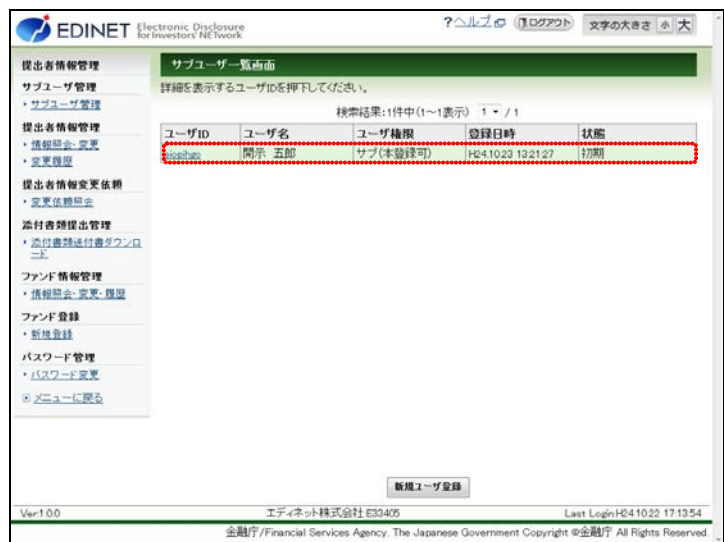 EDINET Electronic Disclosure for Investors' NETwork
?ヘルプ ログアウト 文字の大きさ 小 大
提出者情報管理
サブユーザ管理
・サブユーザ管理
提出者情報管理
・情報照会・変更
・変更履歴
提出者情報変更依頼
・変更依頼照会
添付書類提出管理
・添付書類送付書ダウンロ
ード
ファンド情報管理
・情報照会・変更・履歴
ファンド登録
・新規登録
パスワード管理
・パスワード変更
メニューに戻る
サブユーザ一覧画面
詳細を表示するユーザIDを押下してください。
検索結果:1件中(1～1表示) 1 / 1
ユーザID ユーザ名 ユーザ権限 登録日時 状態
開示 五郎 サブ(本登録可) H24.10.23 13:21:27 初期
新規ユーザ登録
Ver.1.0.0 エディネット株式会社 E33405 Last Login:H24.10.22 17:13:54
金融庁/Financial Services Agency. The Japanese Government Copyright ©金融庁 All Rights Reserved.